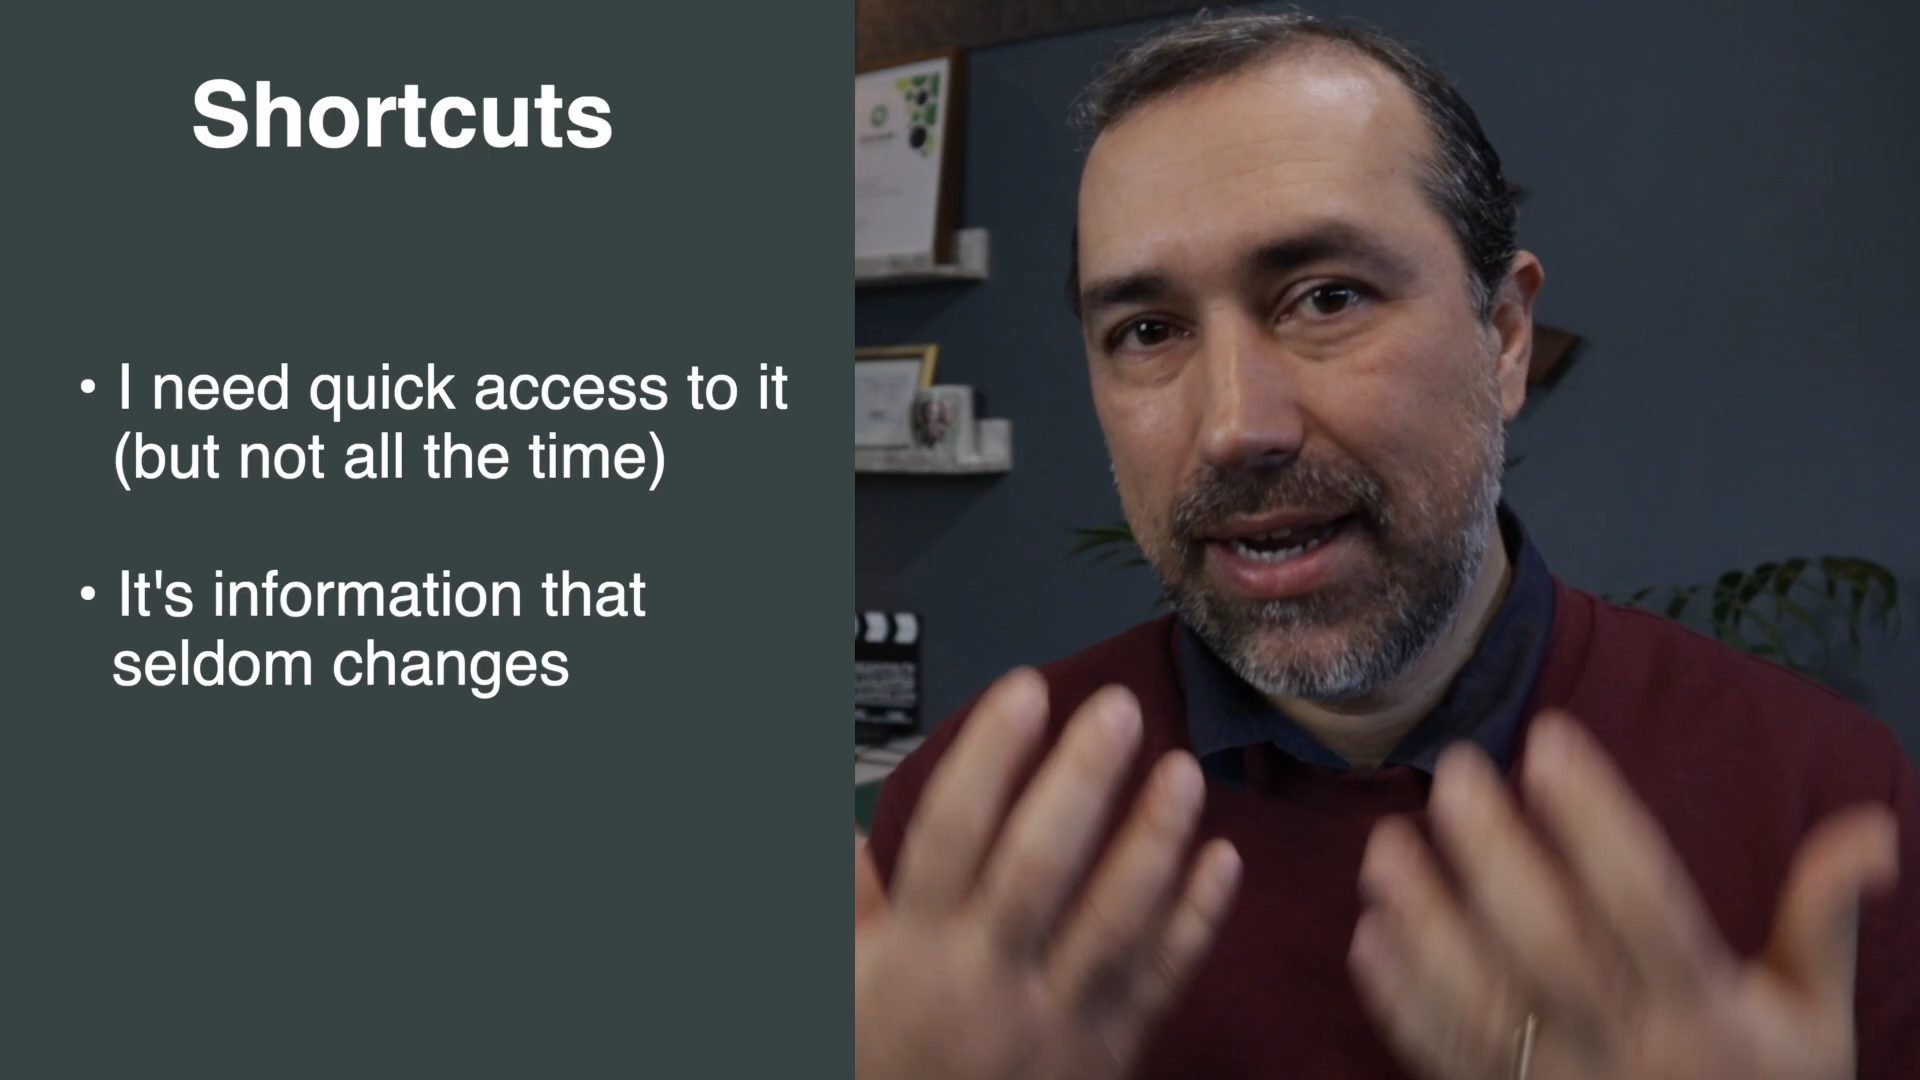 Shortcuts
• I need quick access to it
(but not all the time)
• It's information that
seldom changes